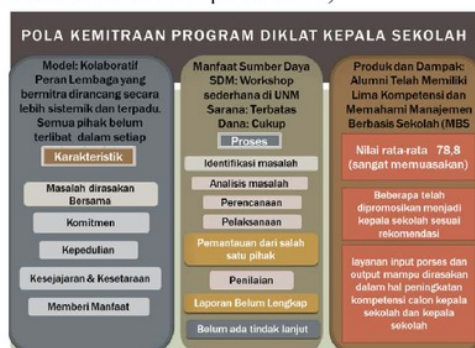 POLA KEMITRAAN PROGRAM DIKLAT KEPALA SEKOLAH
Model: Kolaboratif
Peran Lembaga yang
bermitra dirancang secara
lebih sistemik dan terpadu.
Semua pihak belum
terlibat dalam setiap
Karakteristik
Masalah dirasakan
Bersama
Komitmen
Kepedulian
Kesejajaran & Kesetaraan
Memberi Manfaat
Manfaat Sumber Daya
SDM: Workshop
sederhana di UNM
Sarana: Terbatas
Dana: Cukup
Proses
Identifikasi masalah
Analisis masalah
Perencanaan
Pelaksanaan
Pemantauan dari salah
satu pihak
Penilaian
Laporan Belum Lengkap
Belum ada tindak lanjut
Produk dan Dampak:
Alumni Telah Memiliki
Lima Kompetensi dan
Memahami Manajemen
Berbasis Sekolah (MBS
Nilai rata-rata 78,8
(sangat memuasakan)
Beberapa telah
dipromosikan menjadi
kepala sekolah sesuai
rekomendasi
layanan input porses dan
output mampu dirasakan
dalam hal peningkatan
kompetensi calon kepala
sekolah dan kepala
sekolah